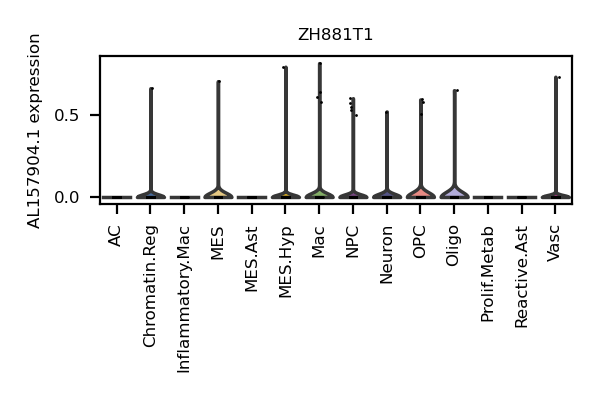 ZH881T1
AL157904.1 expression
0.5
0.0
AC
Chromatin.Reg
Inflammatory.Mac
MES
MES.Ast
MES.Hyp
Mac
NPC
Neuron
OPC
Oligo
Prolif.Metab
Reactive.Ast
Vasc